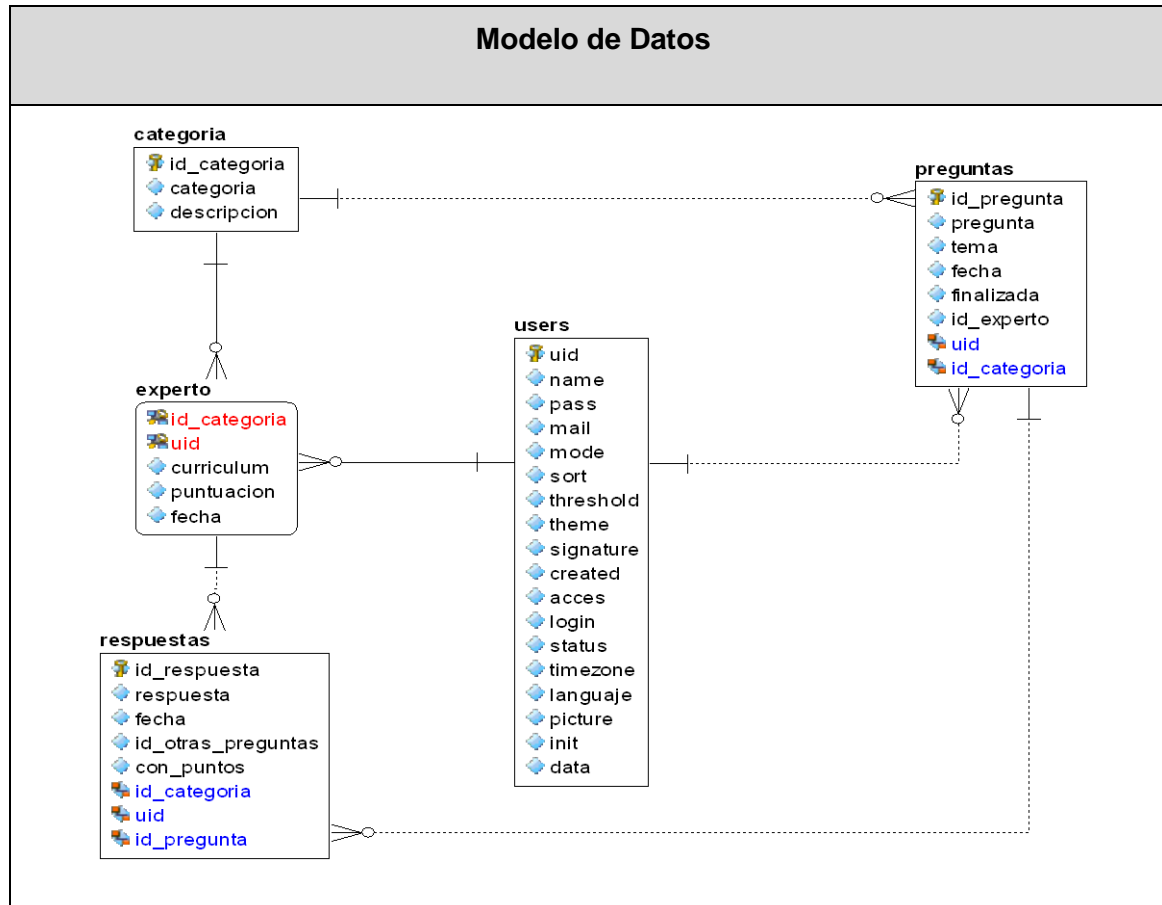 Modelo de Datos
categoria
id_categoria
categoria
descripcion
preguntas
id_pregunta
pregunta
tema
fecha
finalizada
id_experto
uid
id_categoria
users
uid
name
pass
mail
mode
sort
threshold
theme
signature
created
acces
login
status
timezone
languaje
picture
init
data
experto
id_categoria
uid
curriculum
puntuacion
fecha
respuestas
id_respuesta
respuesta
fecha
id_otras_preguntas
con_puntos
id_categoria
uid
id_pregunta